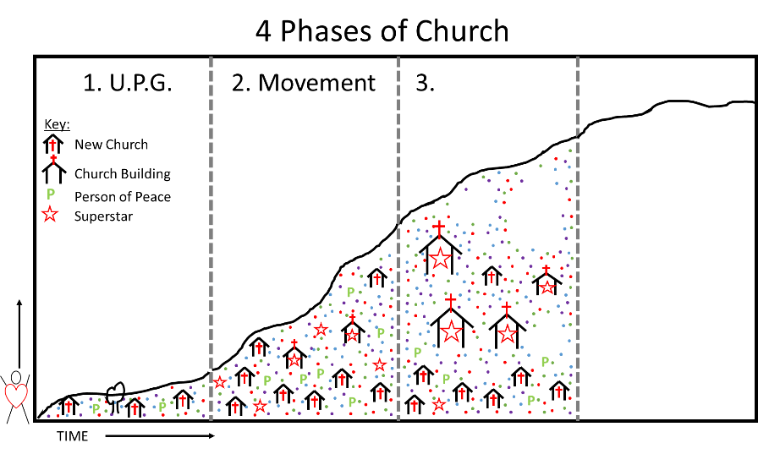 4 Phases of Church
1. U.P.G.
2. Movement
3.
Key:
New Church
Church Building
P Person of Peace
Superstar
P
P
P
P
P
P
P
P
P
P
P
TIME